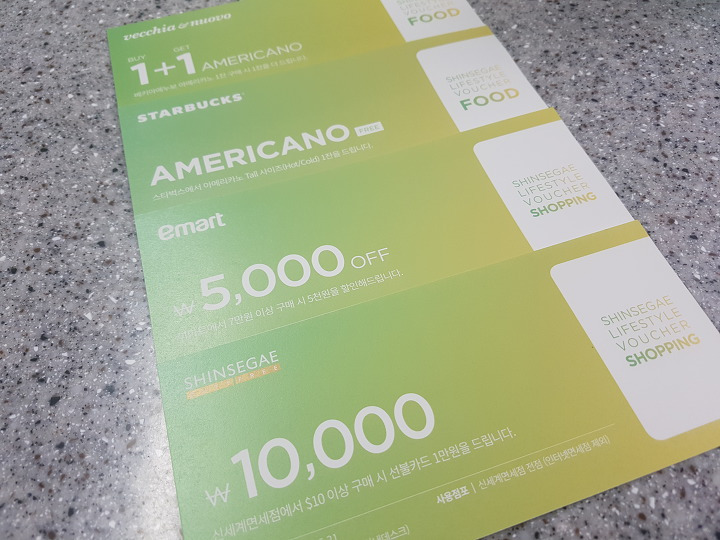 vecchia & nuovo
BUY GET
1+1 AMERICANO
FOOD
STARBUCKS
AMERICANO FREE
스타벅스에서 아메리카노 Tall 사이즈(Hot/Cold) 1잔을 드립니다.
SHINSEGAE
LIFESTYLE
VOUCHER
FOOD
emart
₩5,000 OFF
이마트에서 7만원 이상 구매 시 5천원을 할인해드립니다.
SHINSEGAE
LIFESTYLE
VOUCHER
SHOPPING
SHINSEGAE
₩10,000
신세계면세점에서 $10 이상 구매 시 선불카드 1만원을 드립니다.
사용점포 | 신세계면세점 전점 (인터넷면세점 제외)
SHINSEGAE
LIFESTYLE
VOUCHER
SHOPPING